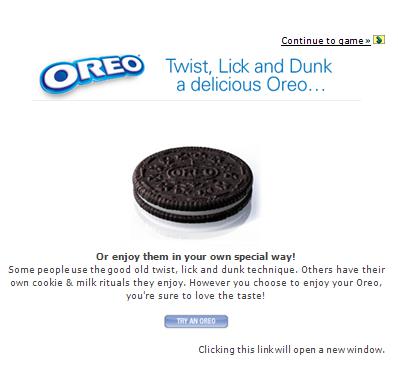 Continue to game »
OREO
Twist, Lick and Dunk
a delicious Oreo...
OREO
Or enjoy them in your own special way!
Some people use the good old twist, lick and dunk technique. Others have their
own cookie & milk rituals they enjoy. However you choose to enjoy your Oreo,
you're sure to love the taste!
TRY AN OREO
Clicking this link will open a new window.